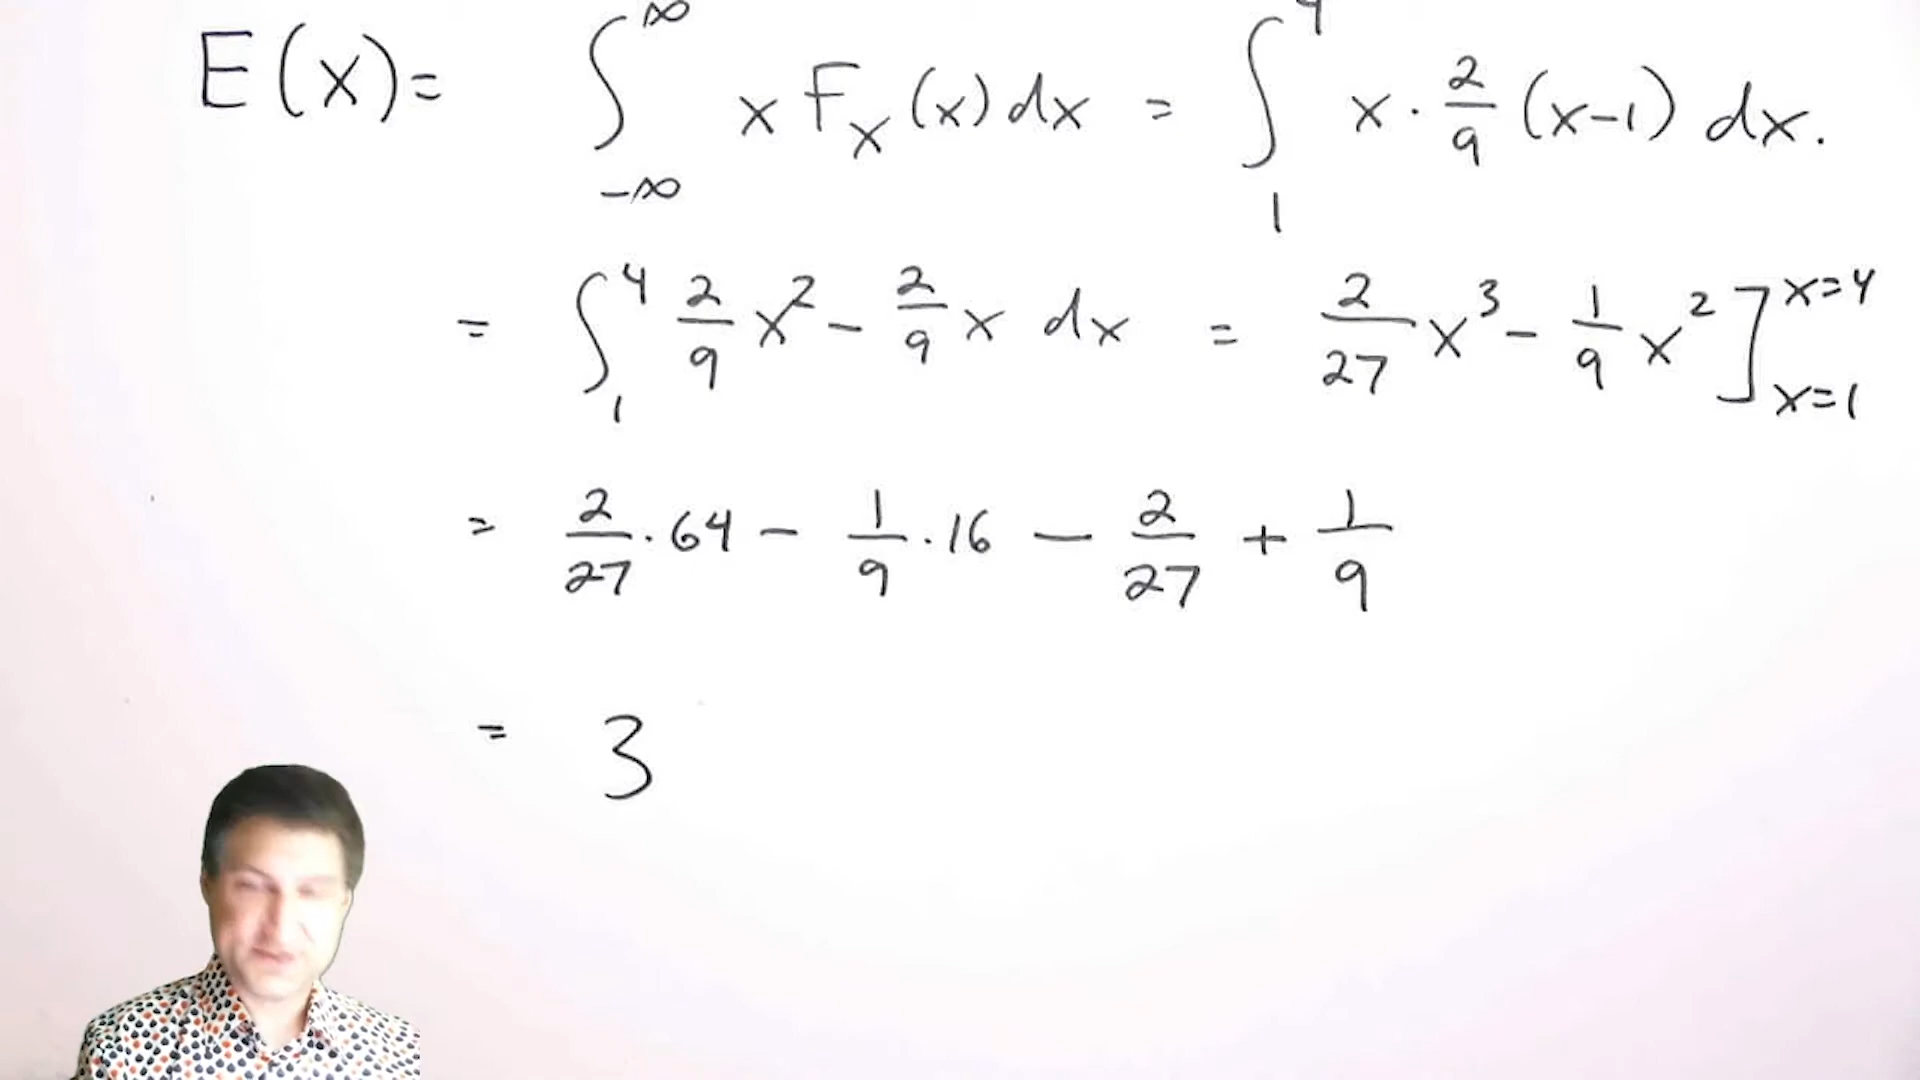 E(X) = ∫_{-∞}^{∞} x F_X(x) dx = ∫_1^4 x · 2/9 (x-1) dx.
= ∫_1^4 2/9 x² - 2/9 x dx = 2/27 x³ - 1/9 x² ]_{x=1}^{x=4}
= 2/27 · 64 - 1/9 · 16 - 2/27 + 1/9
= 3